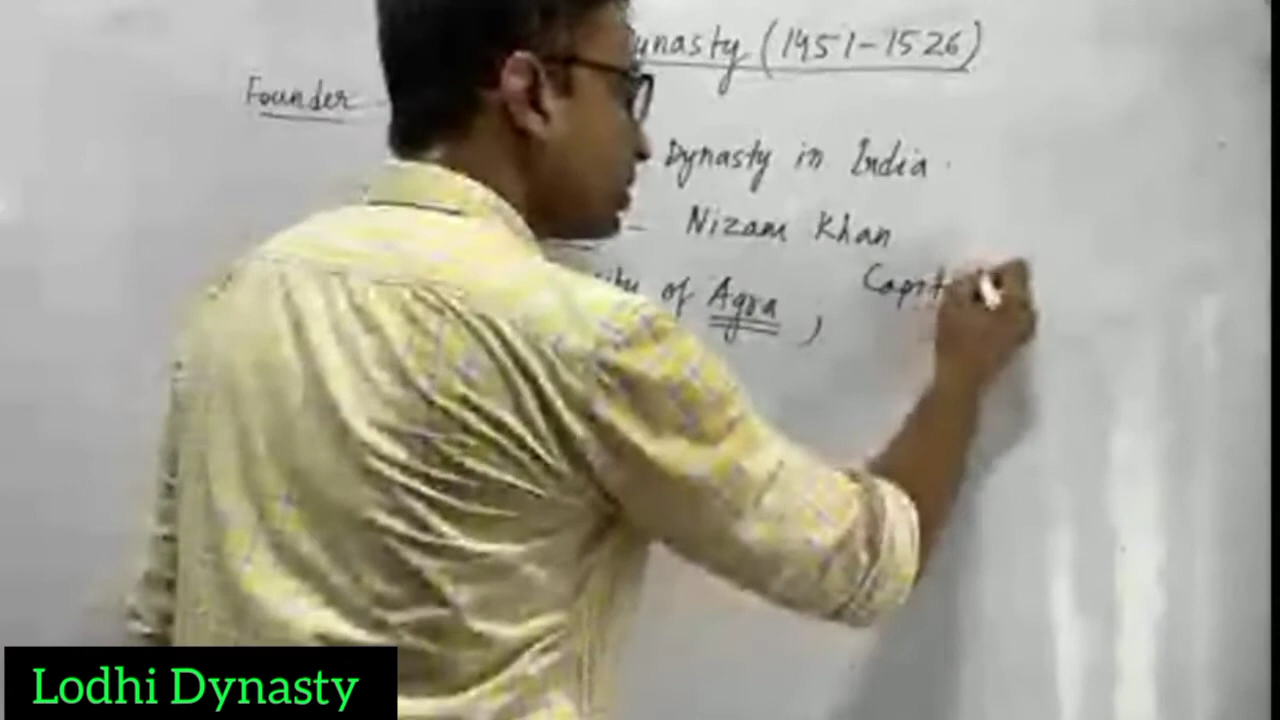 ynasty (1451-1526)
Founder -
Dynasty in India.
- Nizam Khan
of Agra , Capit
Lodhi Dynasty